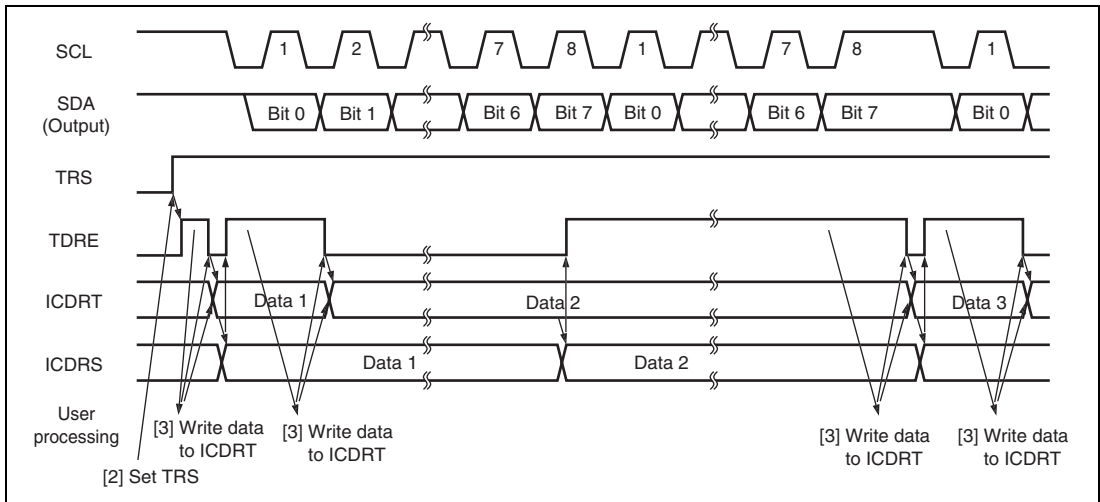 SCL
1 2 7 8 1 7 8 1
SDA
(Output)
Bit 0 Bit 1 Bit 6 Bit 7 Bit 0 Bit 6 Bit 7 Bit 0
TRS
TDRE
ICDRT
Data 1 Data 2 Data 3
ICDRS
Data 1 Data 2
User
processing
[3] Write data
to ICDRT
[3] Write data
to ICDRT
[3] Write data
to ICDRT
[3] Write data
to ICDRT
[2] Set TRS